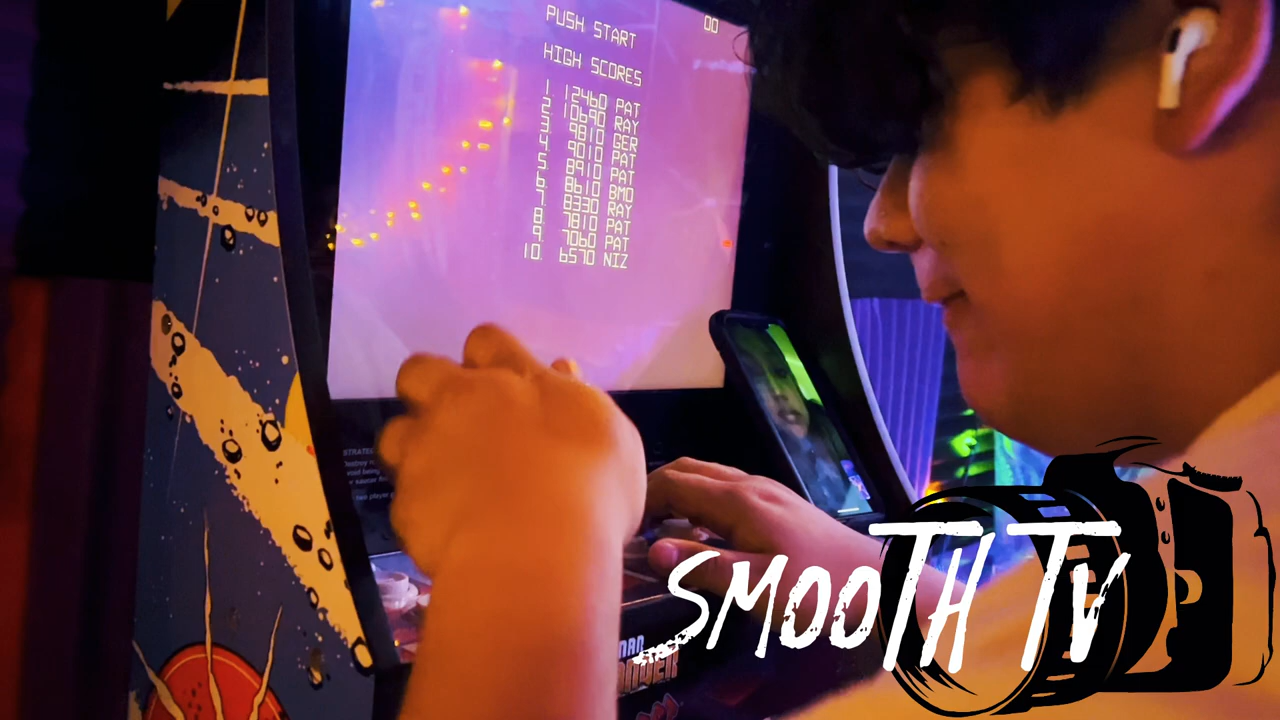 00
PUSH START
HIGH SCORES
1. 12460 PAT
2. 10690 RAY
3. 9810 GER
4. 9010 PAT
5. 8910 PAT
6. 8610 BMO
7. 8330 RAY
8. 7810 PAT
9. 7060 PAT
10. 6570 NIZ
SMOOTH TV